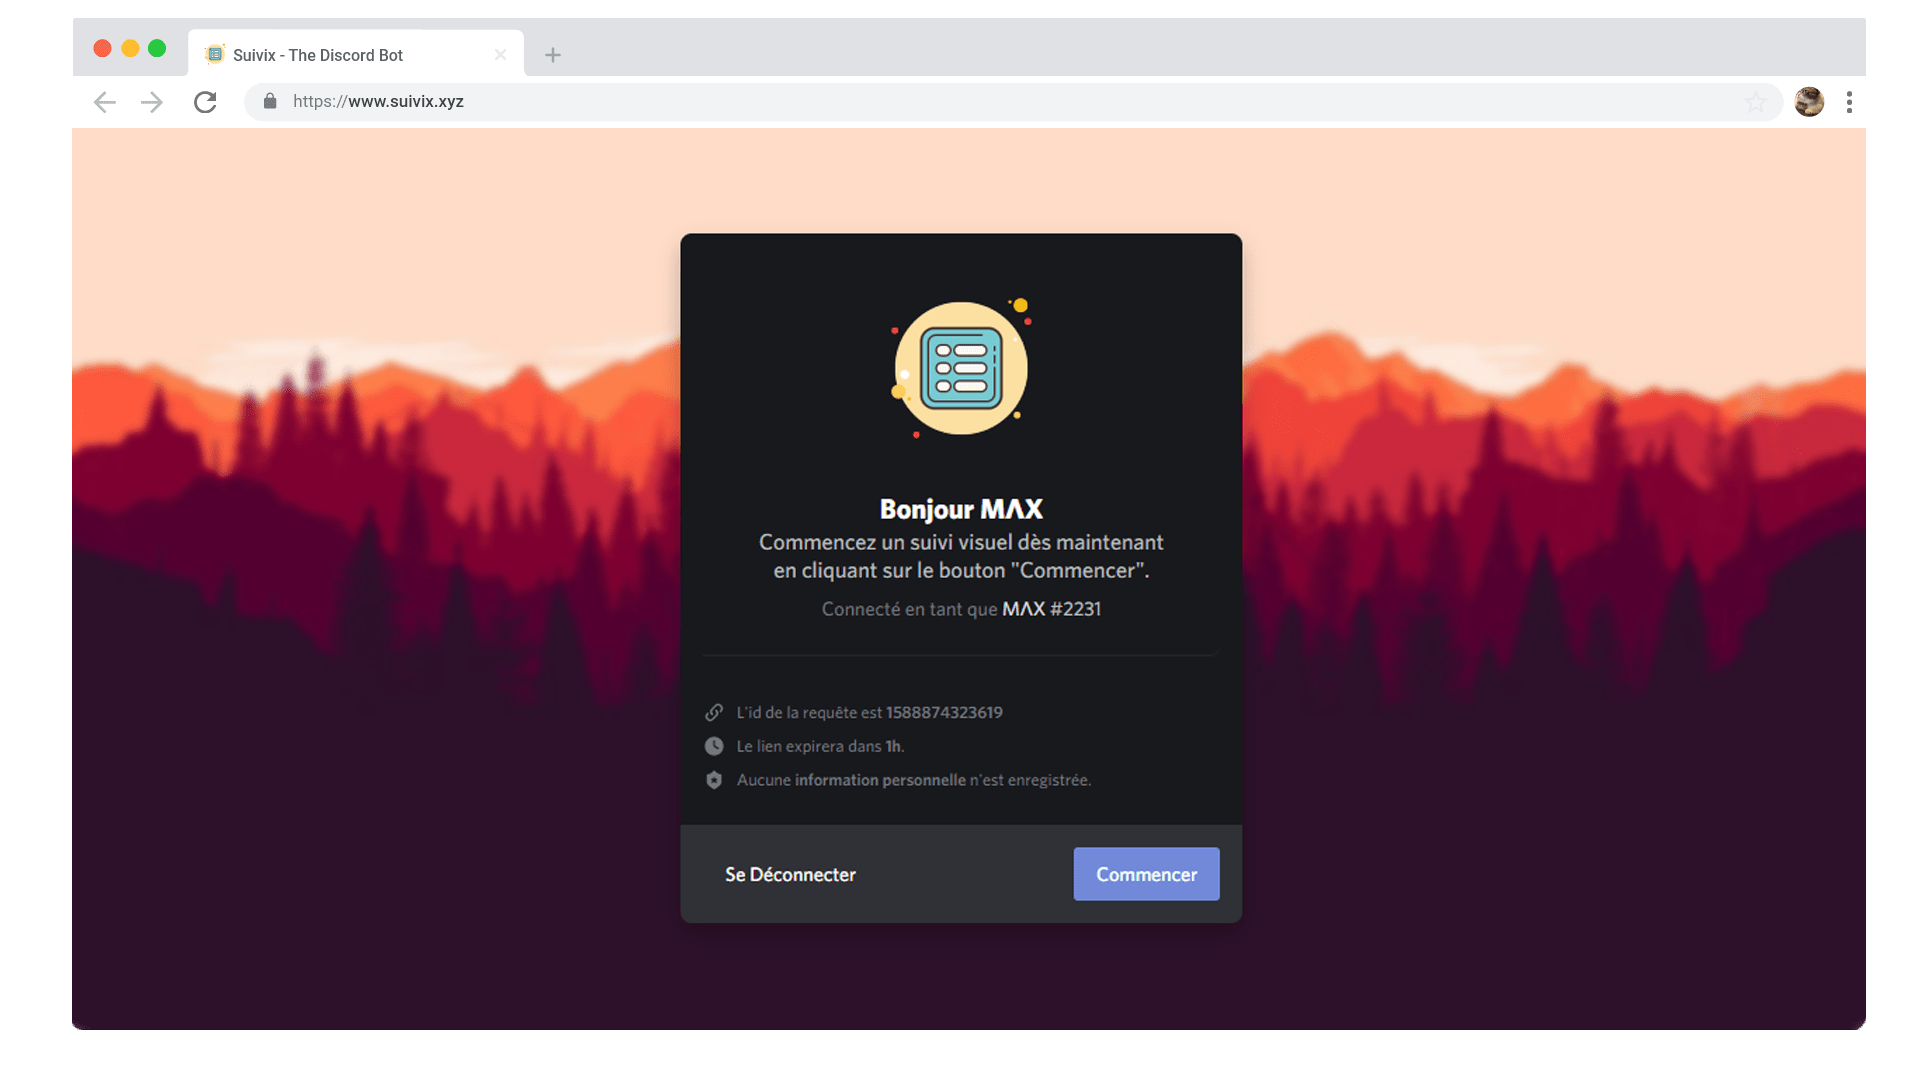 Suivix - The Discord Bot
https://www.suivix.xyz
Bonjour MΛX
Commencez un suivi visuel dès maintenant
en cliquant sur le bouton "Commencer".
Connecté en tant que MΛX #2231
L'id de la requête est 1588874323619
Le lien expirera dans 1h.
Aucune information personnelle n'est enregistrée.
Se Déconnecter
Commencer